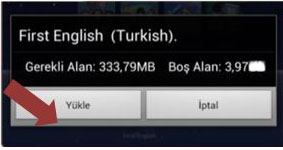 First English (Turkish).
Gerekli Alan: 333,79MB Boş Alan: 3,97
Yükle İptal